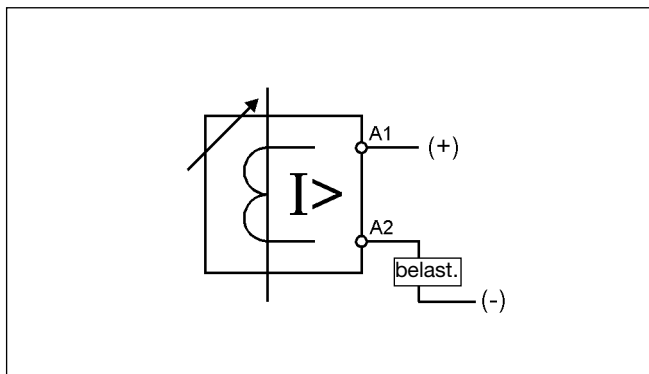 A1
(+)
I>
A2
belast.
(-)